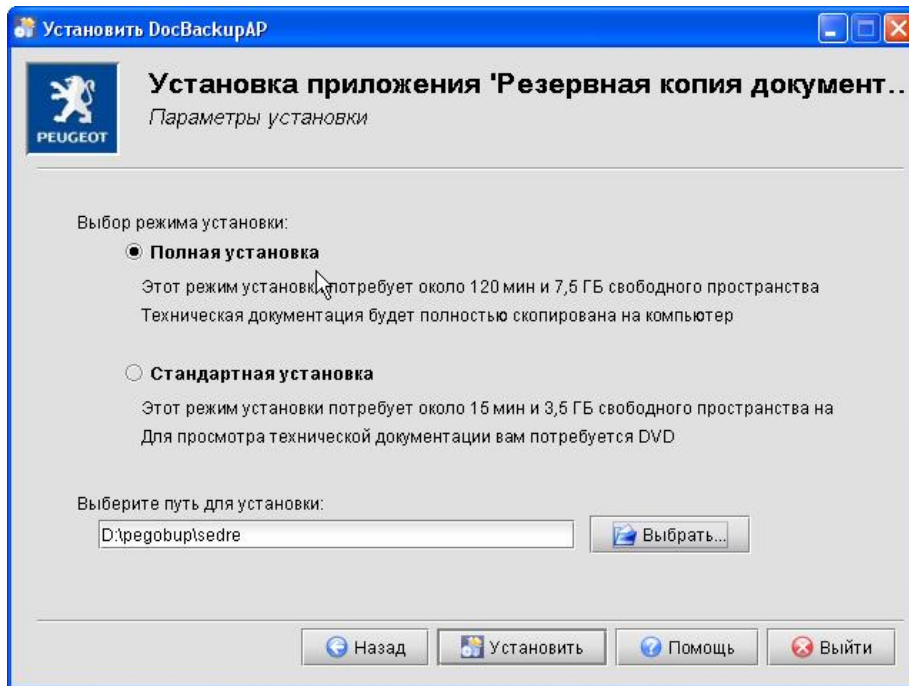 Установить DocBackupAP
PEUGEOT
Установка приложения 'Резервная копия документ...
Параметры установки
Выбор режима установки:
Полная установка
Этот режим установки потребует около 120 мин и 7,5 ГБ свободного пространства
Техническая документация будет полностью скопирована на компьютер
Стандартная установка
Этот режим установки потребует около 15 мин и 3,5 ГБ свободного пространства на
Для просмотра технической документации вам потребуется DVD
Выберите путь для установки:
D:\pegobup\sedre
Выбрать...
Назад
Установить
Помощь
Выйти